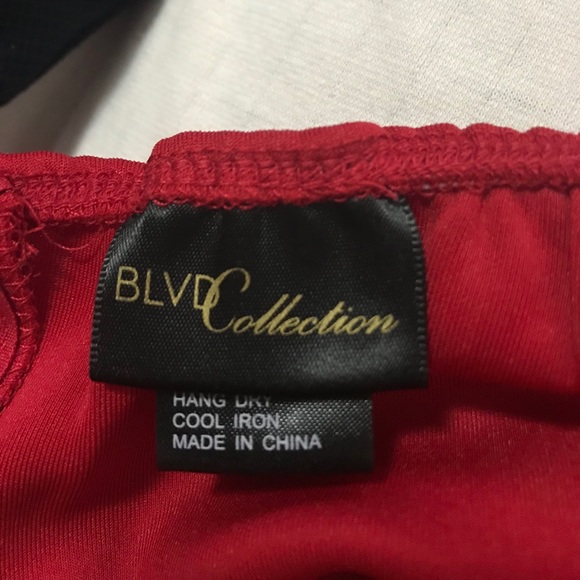 BLVD Collection
HANG DRY
COOL IRON
MADE IN CHINA